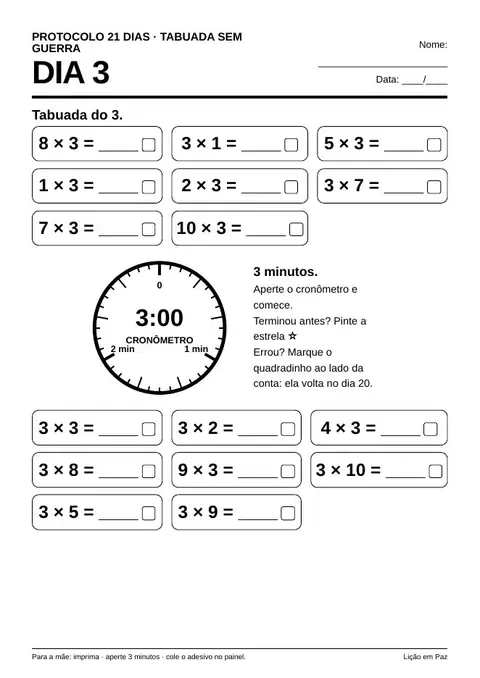 PROTOCOLO 21 DIAS · TABUADA SEM
GUERRA
DIA 3
Nome:
Data: ____/____
Tabuada do 3.
8 × 3 = ____
3 × 1 = ____
5 × 3 = ____
1 × 3 = ____
2 × 3 = ____
3 × 7 = ____
7 × 3 = ____
10 × 3 = ____
0
3:00
CRONÔMETRO
2 min
1 min
3 minutos.
Aperte o cronômetro e
comece.
Terminou antes? Pinte a
estrela ☆
Errou? Marque o
quadradinho ao lado da
conta: ela volta no dia 20.
3 × 3 = ____
3 × 2 = ____
4 × 3 = ____
3 × 8 = ____
9 × 3 = ____
3 × 10 = ____
3 × 5 = ____
3 × 9 = ____
Para a mãe: imprima · aperte 3 minutos · cole o adesivo no painel.
Lição em Paz